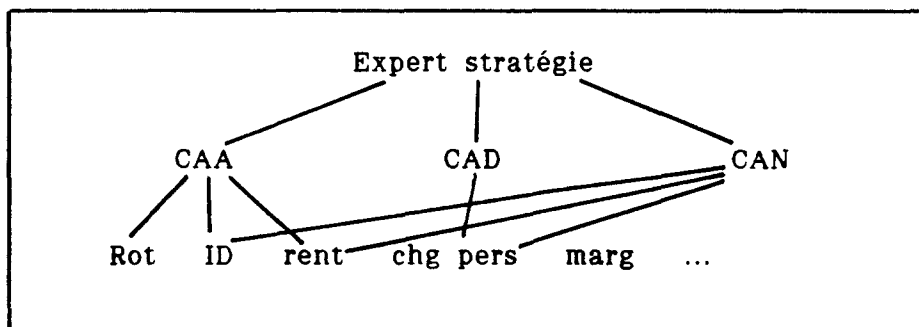 Expert stratégie
CAA CAD CAN
Rot ID rent chg pers marg ...